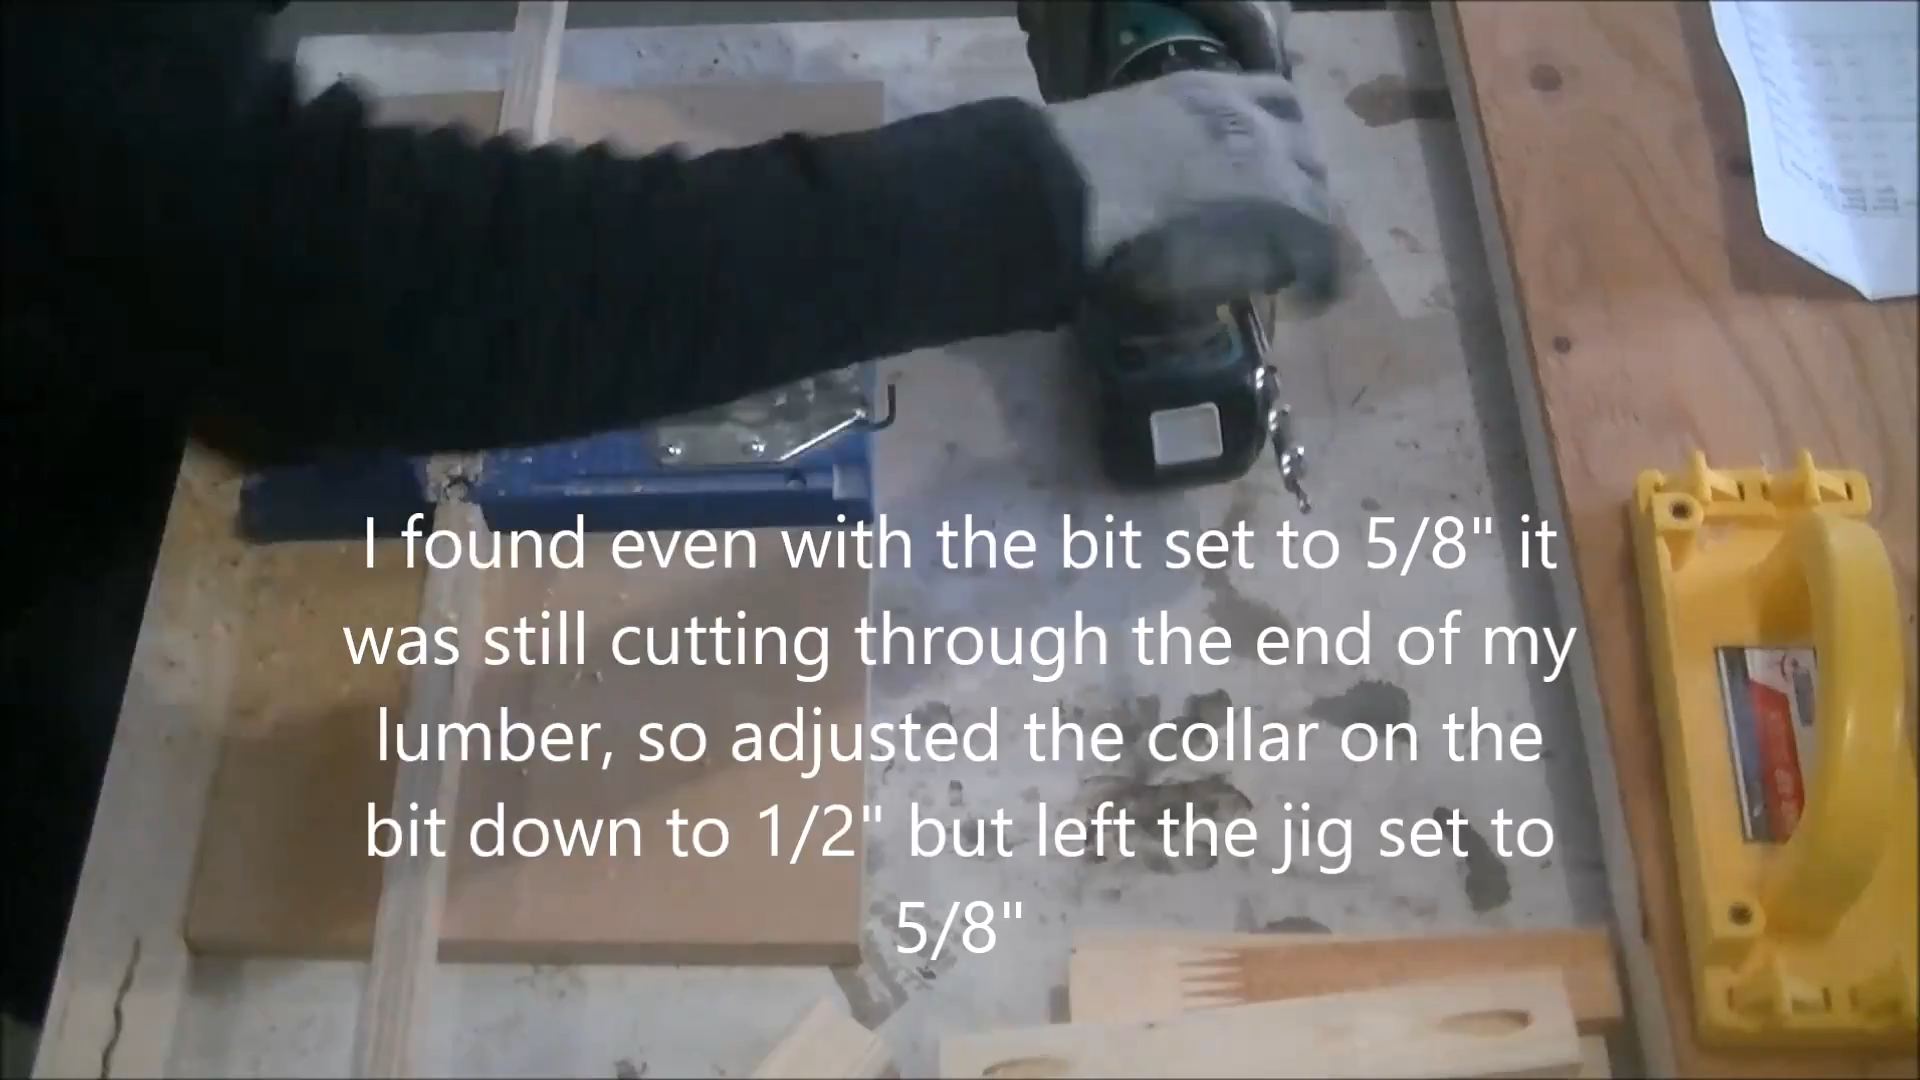 I found even with the bit set to 5/8" it
was still cutting through the end of my
lumber, so adjusted the collar on the
bit down to 1/2" but left the jig set to
5/8"